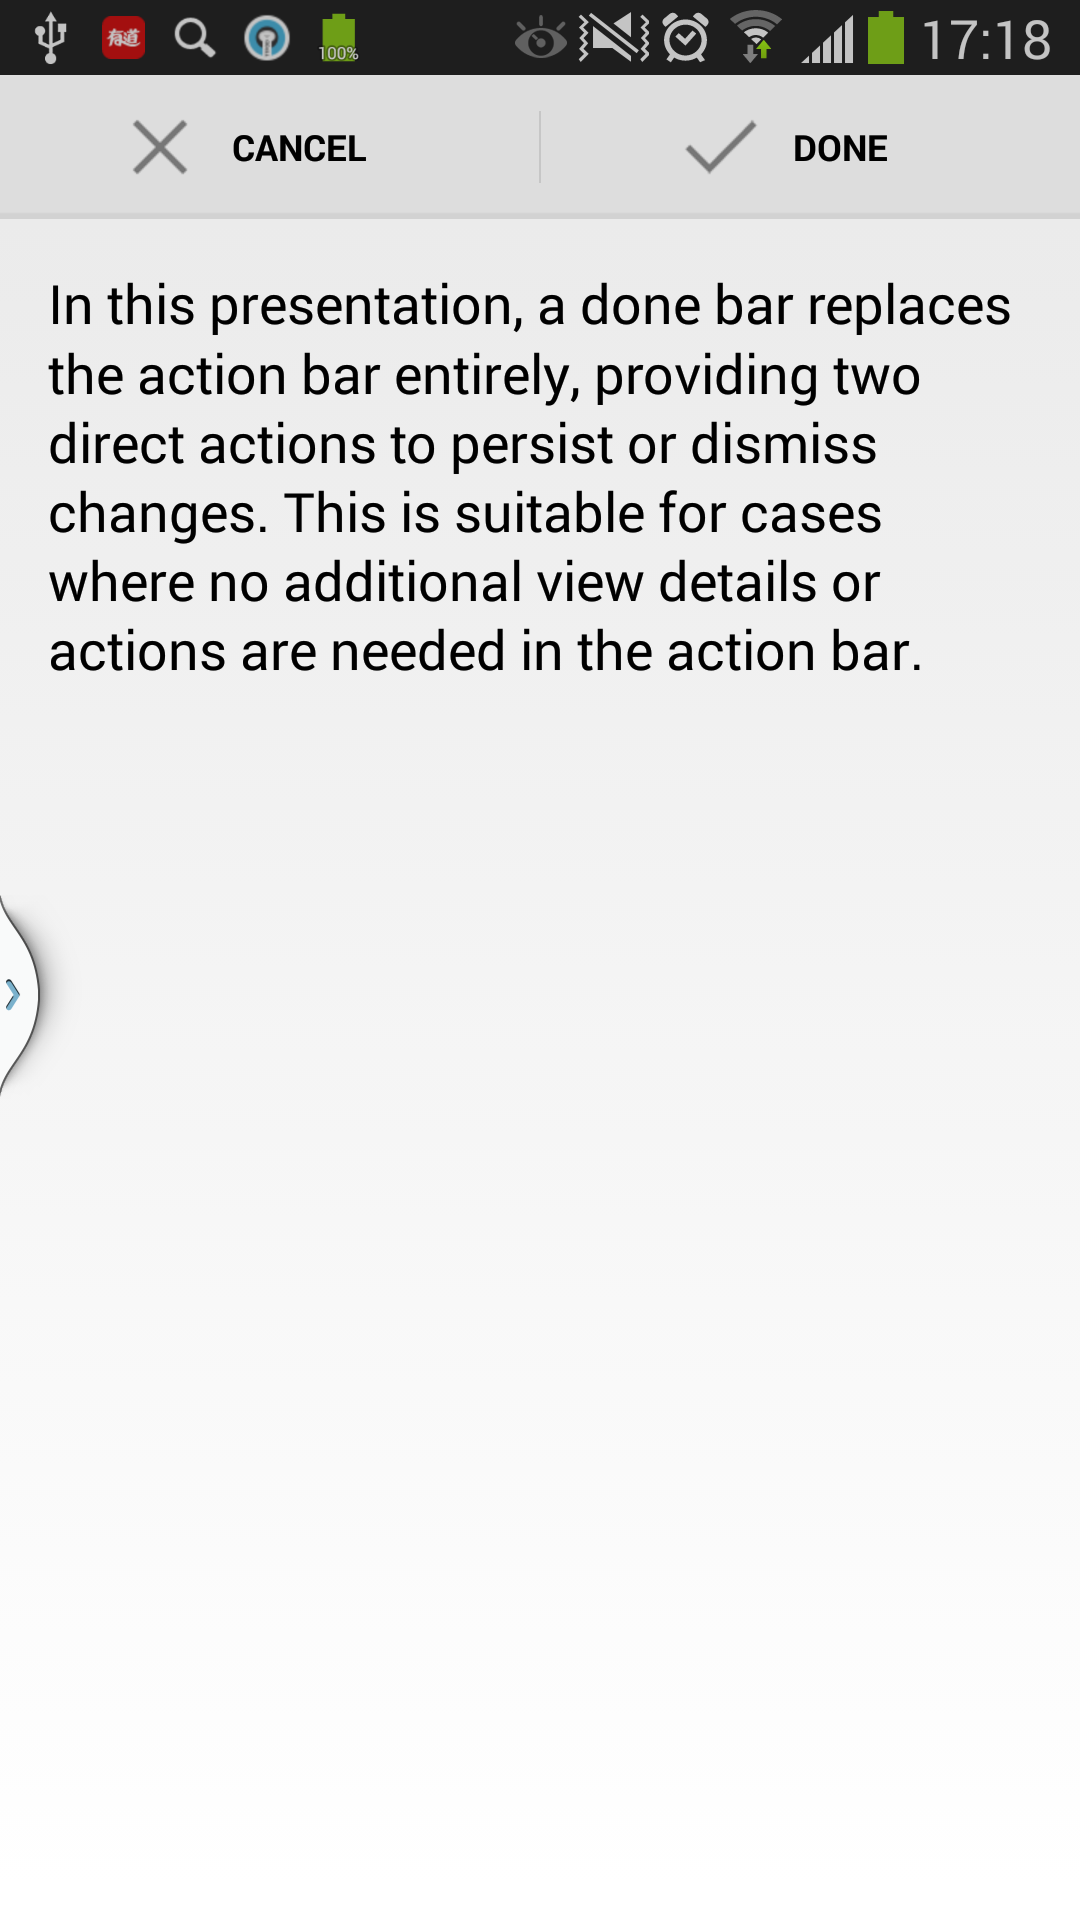 有道
100%
17:18
CANCEL
DONE
In this presentation, a done bar replaces
the action bar entirely, providing two
direct actions to persist or dismiss
changes. This is suitable for cases
where no additional view details or
actions are needed in the action bar.